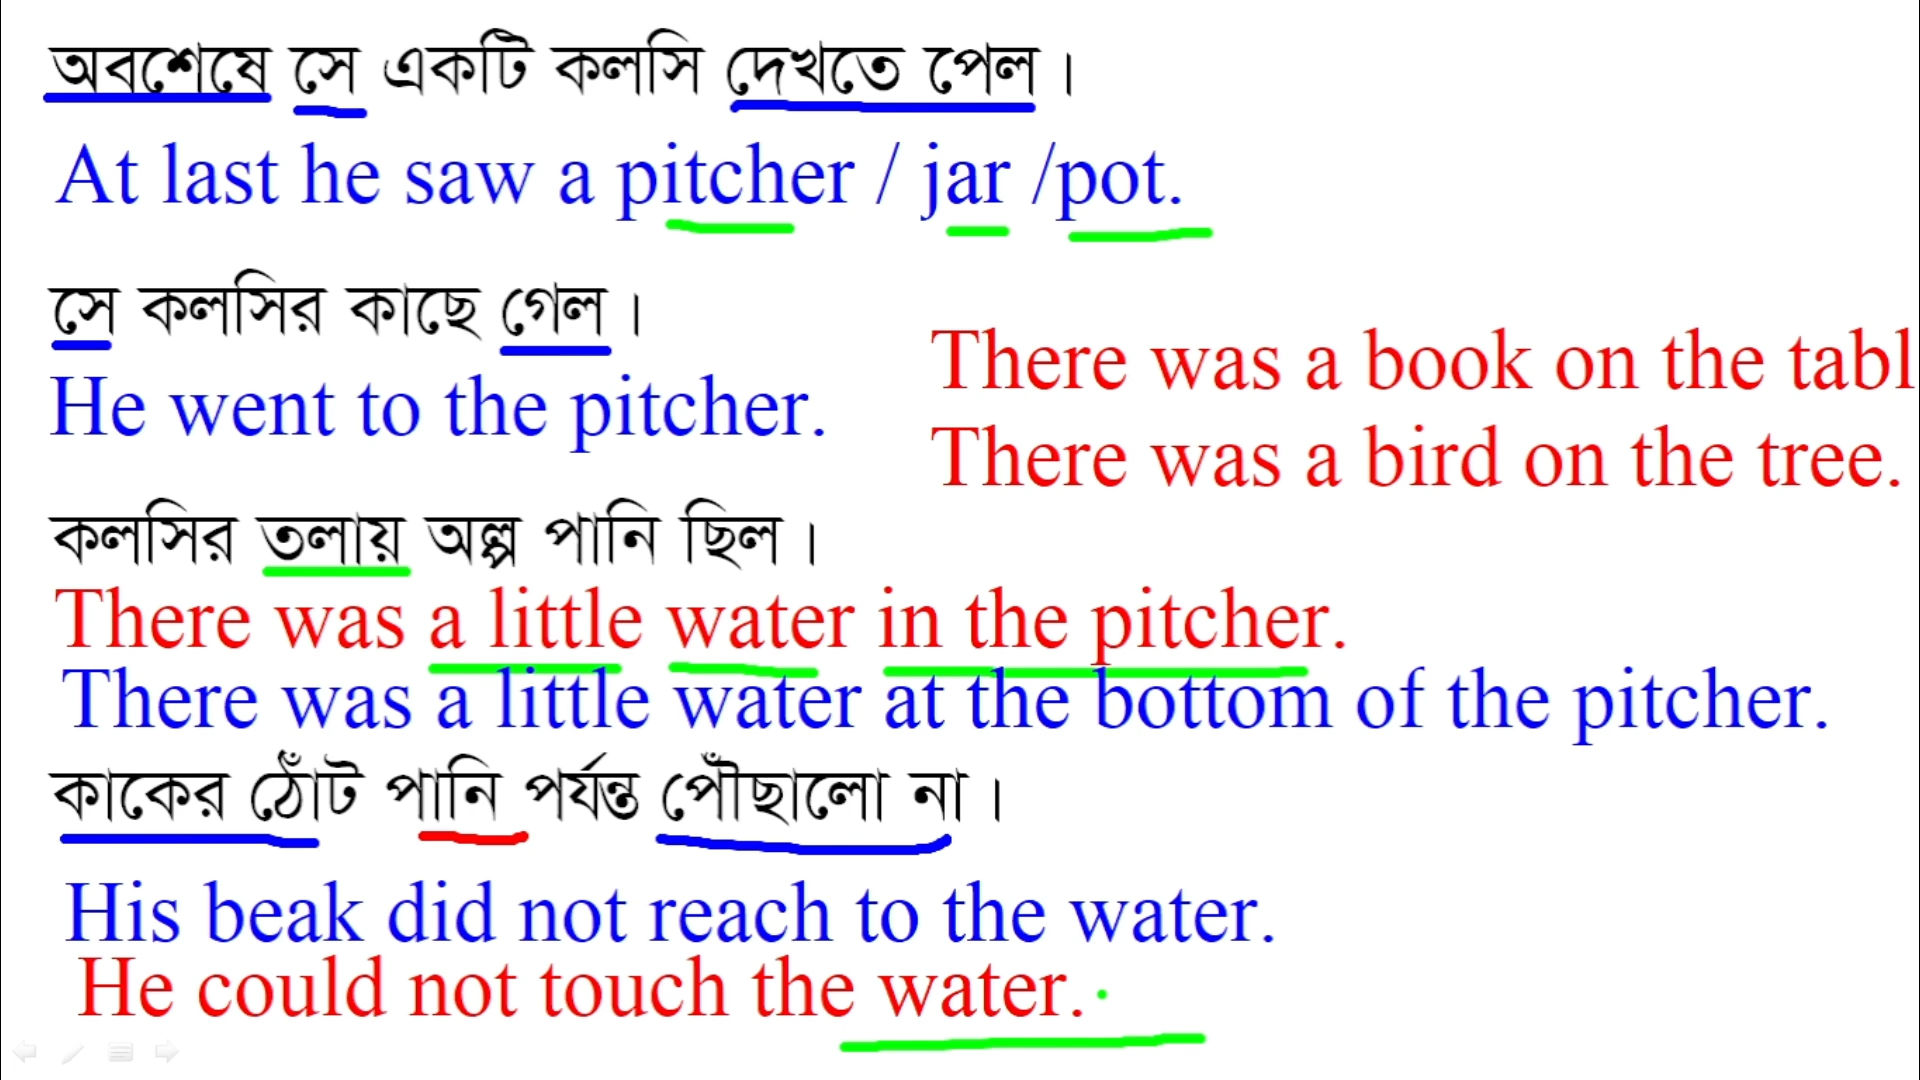 অবশেষে সে একটি কলসি দেখতে পেল।
At last he saw a pitcher / jar /pot.
সে কলসির কাছে গেল।
He went to the pitcher.
There was a book on the tabl
There was a bird on the tree.
কলসির তলায় অল্প পানি ছিল।
There was a little water in the pitcher.
There was a little water at the bottom of the pitcher.
কাকের ঠোঁট পানি পর্যন্ত পৌঁছালো না।
His beak did not reach to the water.
He could not touch the water.